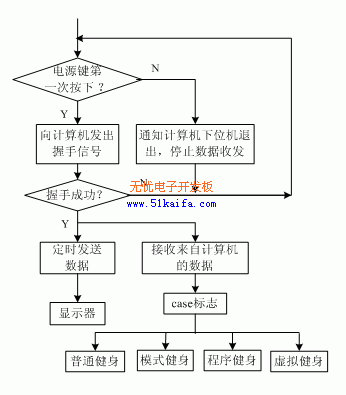 电源键第
一次按下？
N
Y
向计算机发出
握手信号
通知计算机下位机退
出，停止数据收发
握手成功?
N
无忧电子开发板
www.51kaifa.com
Y
定时发送
数据
接收来自计算机
的数据
显示器
case标志
普通健身
模式健身
程序健身
虚拟健身